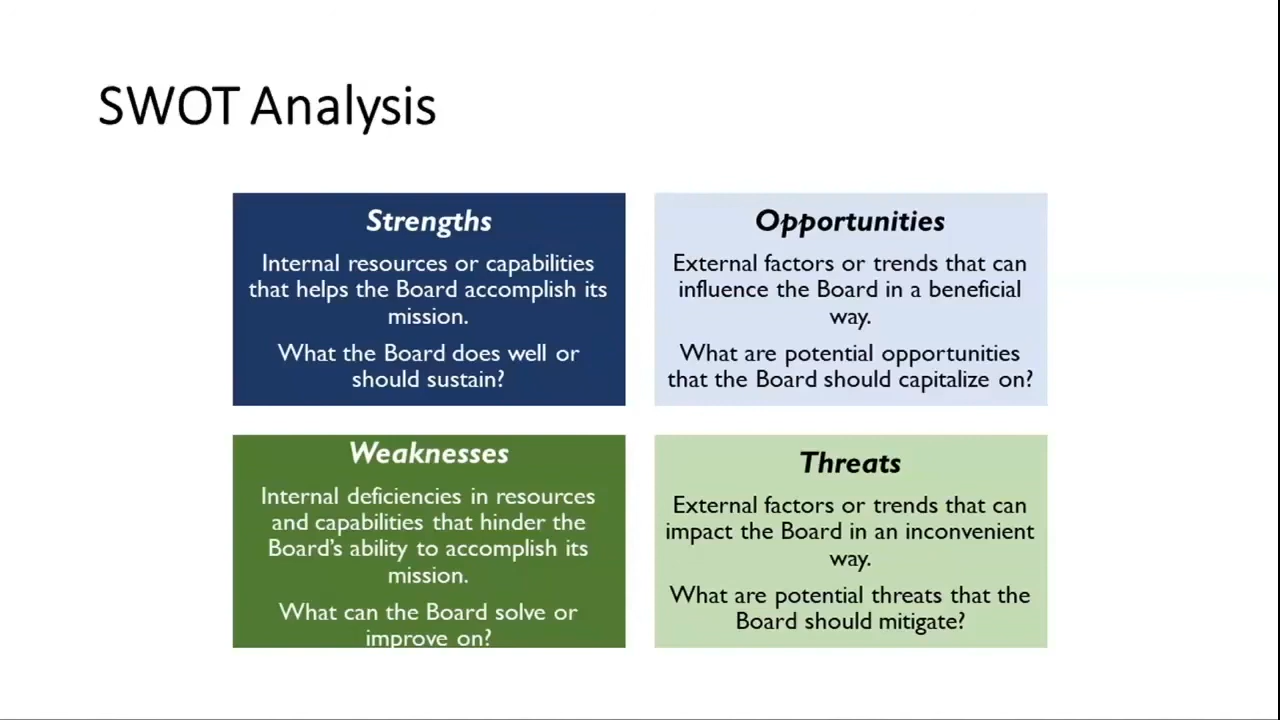 SWOT Analysis
Strengths
Internal resources or capabilities
that helps the Board accomplish its
mission.
What the Board does well or
should sustain?
Opportunities
External factors or trends that can
influence the Board in a beneficial
way.
What are potential opportunities
that the Board should capitalize on?
Weaknesses
Internal deficiencies in resources
and capabilities that hinder the
Board's ability to accomplish its
mission.
What can the Board solve or
improve on?
Threats
External factors or trends that can
impact the Board in an inconvenient
way.
What are potential threats that the
Board should mitigate?